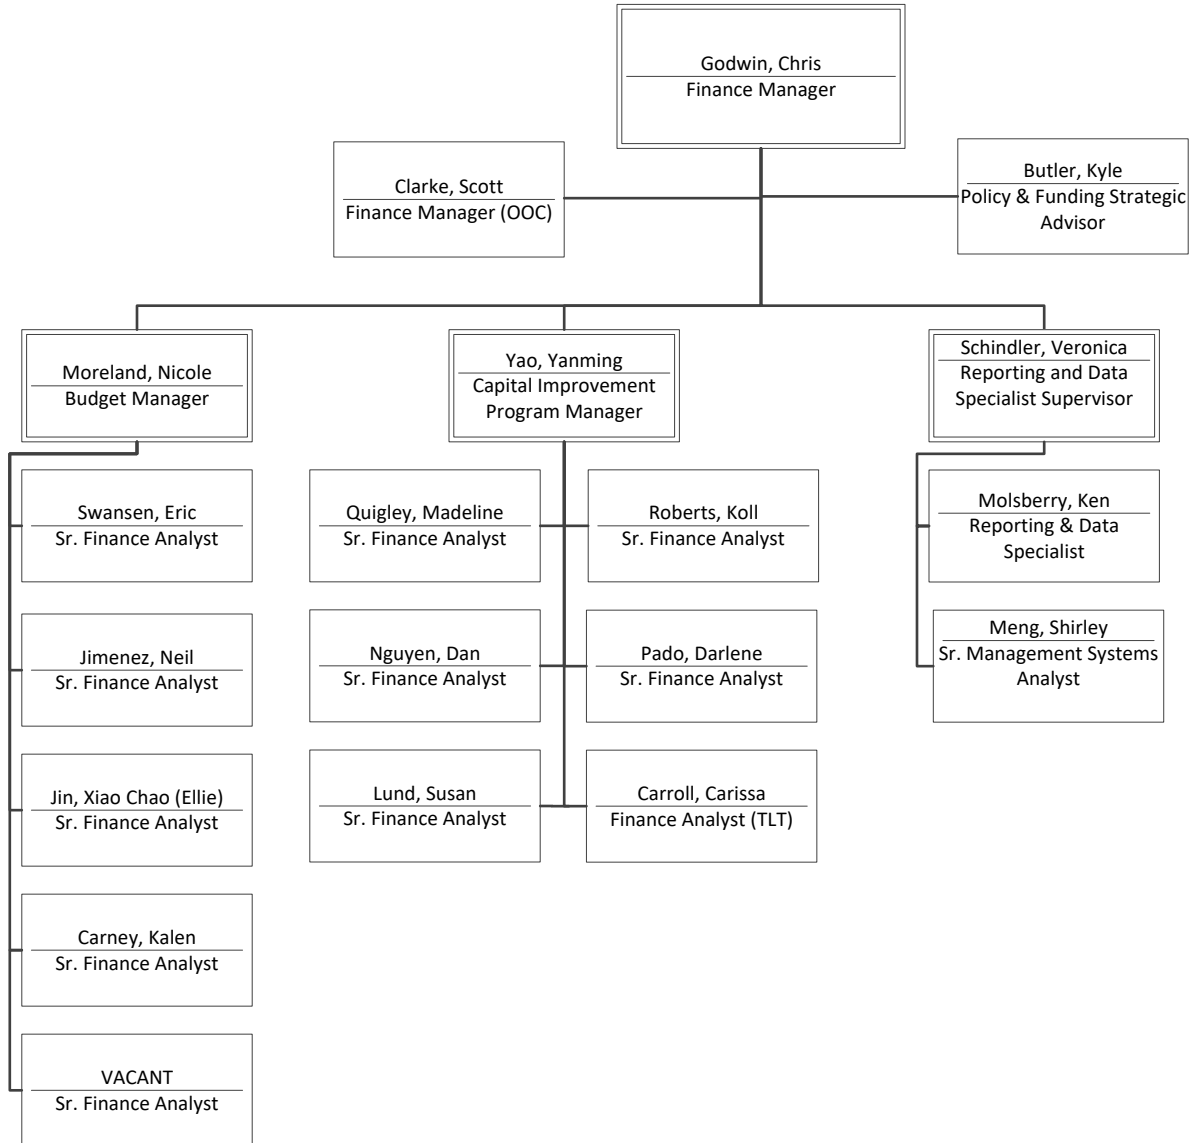 Godwin, Chris
Finance Manager
Clarke, Scott
Finance Manager (OOC)
Butler, Kyle
Policy & Funding Strategic
Advisor
Moreland, Nicole
Budget Manager
Yao, Yanming
Capital Improvement
Program Manager
Schindler, Veronica
Reporting and Data
Specialist Supervisor
Swansen, Eric
Sr. Finance Analyst
Quigley, Madeline
Sr. Finance Analyst
Roberts, Koll
Sr. Finance Analyst
Molsberry, Ken
Reporting & Data
Specialist
Jimenez, Neil
Sr. Finance Analyst
Nguyen, Dan
Sr. Finance Analyst
Pado, Darlene
Sr. Finance Analyst
Meng, Shirley
Sr. Management Systems
Analyst
Jin, Xiao Chao (Ellie)
Sr. Finance Analyst
Lund, Susan
Sr. Finance Analyst
Carroll, Carissa
Finance Analyst (TLT)
Carney, Kalen
Sr. Finance Analyst
VACANT
Sr. Finance Analyst